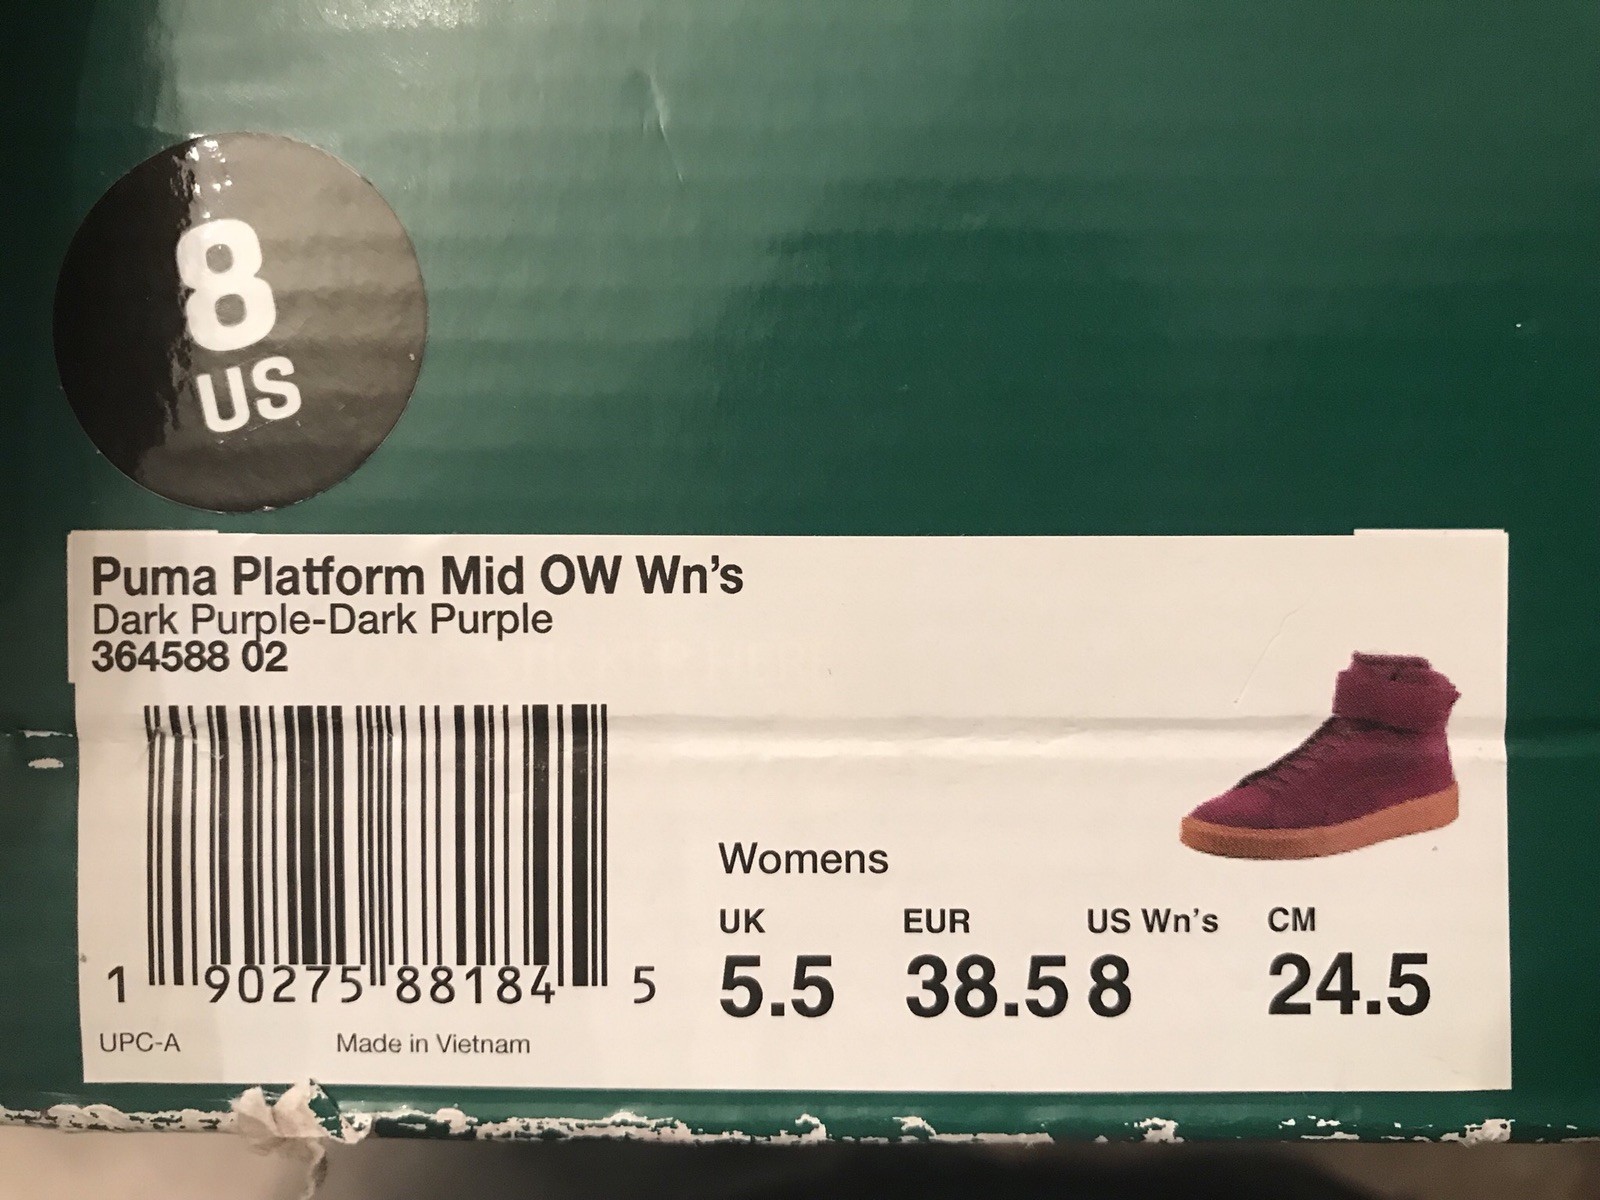 8
US
Puma Platform Mid OW Wn's
Dark Purple-Dark Purple
364588 02
1 90275 88184 5
UPC-A Made in Vietnam
Womens
UK EUR US Wn's CM
5.5 38.5 8 24.5